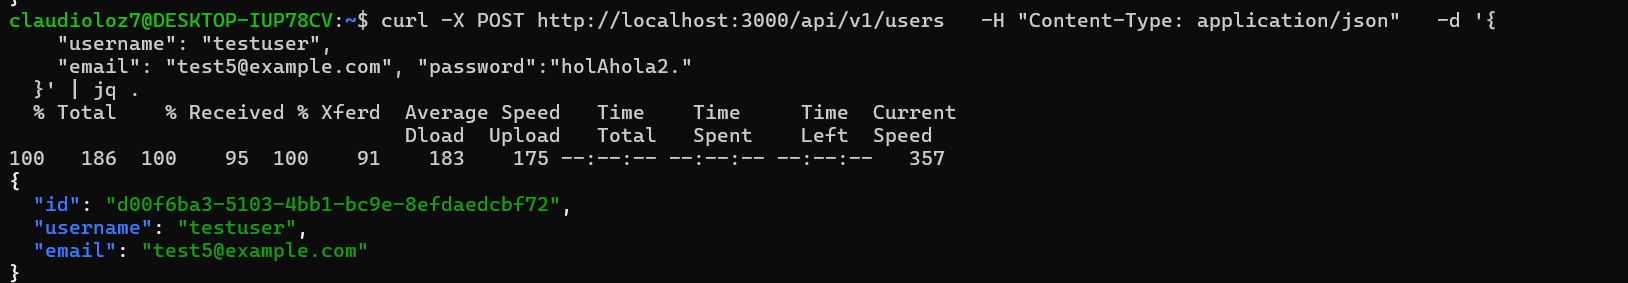 }
claudioloz7@DESKTOP-IUP78CV:~$ curl -X POST http://localhost:3000/api/v1/users   -H "Content-Type: application/json"   -d '{
    "username": "testuser",
    "email": "test5@example.com", "password":"holAhola2."
  }' | jq .
  % Total    % Received % Xferd  Average Speed   Time    Time     Time  Current
                                 Dload  Upload   Total   Spent    Left  Speed
100   186  100    95  100    91    183    175 --:--:-- --:--:-- --:--:--   357
{
  "id": "d00f6ba3-5103-4bb1-bc9e-8efdaedcbf72",
  "username": "testuser",
  "email": "test5@example.com"
}